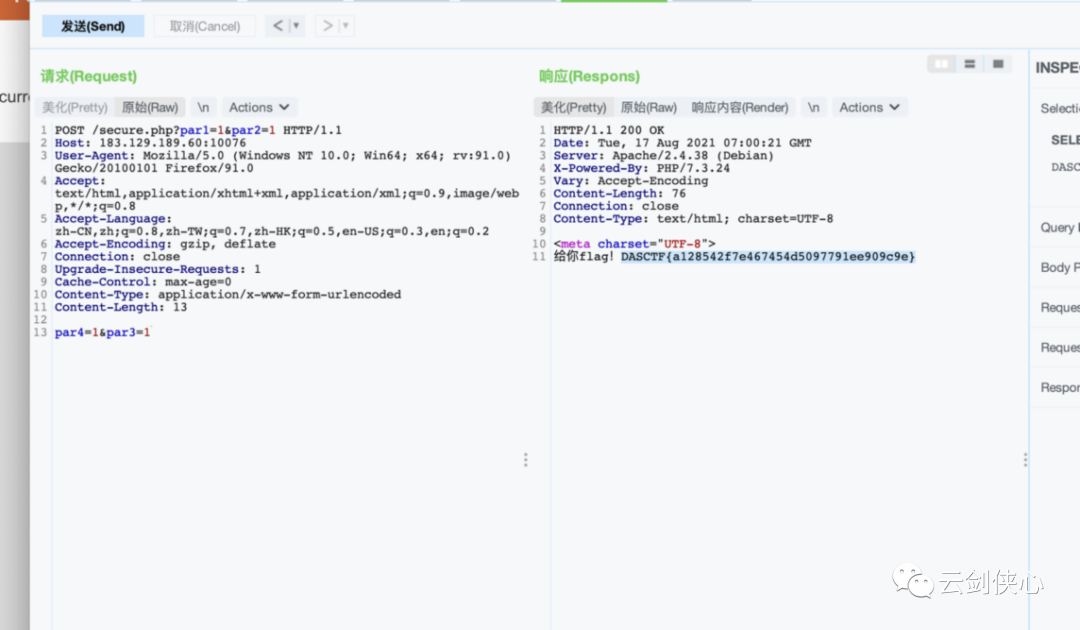 发送(Send) 取消(Cancel) < ▼ > ▼
请求(Request)
美化(Pretty) 原始(Raw) \n Actions
1 POST /secure.php?par1=1&par2=1 HTTP/1.1
2 Host: 183.129.189.60:10076
3 User-Agent: Mozilla/5.0 (Windows NT 10.0; Win64; x64; rv:91.0)
Gecko/20100101 Firefox/91.0
4 Accept:
text/html,application/xhtml+xml,application/xml;q=0.9,image/web
p,*/*;q=0.8
5 Accept-Language:
zh-CN,zh;q=0.8,zh-TW;q=0.7,zh-HK;q=0.5,en-US;q=0.3,en;q=0.2
6 Accept-Encoding: gzip, deflate
7 Connection: close
8 Upgrade-Insecure-Requests: 1
9 Cache-Control: max-age=0
10 Content-Type: application/x-www-form-urlencoded
11 Content-Length: 13
12
13 par4=1&par3=1
响应(Respons)
美化(Pretty) 原始(Raw) 响应内容(Render) \n Actions
1 HTTP/1.1 200 OK
2 Date: Tue, 17 Aug 2021 07:00:21 GMT
3 Server: Apache/2.4.38 (Debian)
4 X-Powered-By: PHP/7.3.24
5 Vary: Accept-Encoding
6 Content-Length: 76
7 Connection: close
8 Content-Type: text/html; charset=UTF-8
9
10 <meta charset="UTF-8">
11 给你flag! DASCTF{a128542f7e467454d5097791ee909c9e}
INSPE
Selecti
SELE
DASC
Query
Body P
Reques
Reques
Respon
curr
云剑侠心